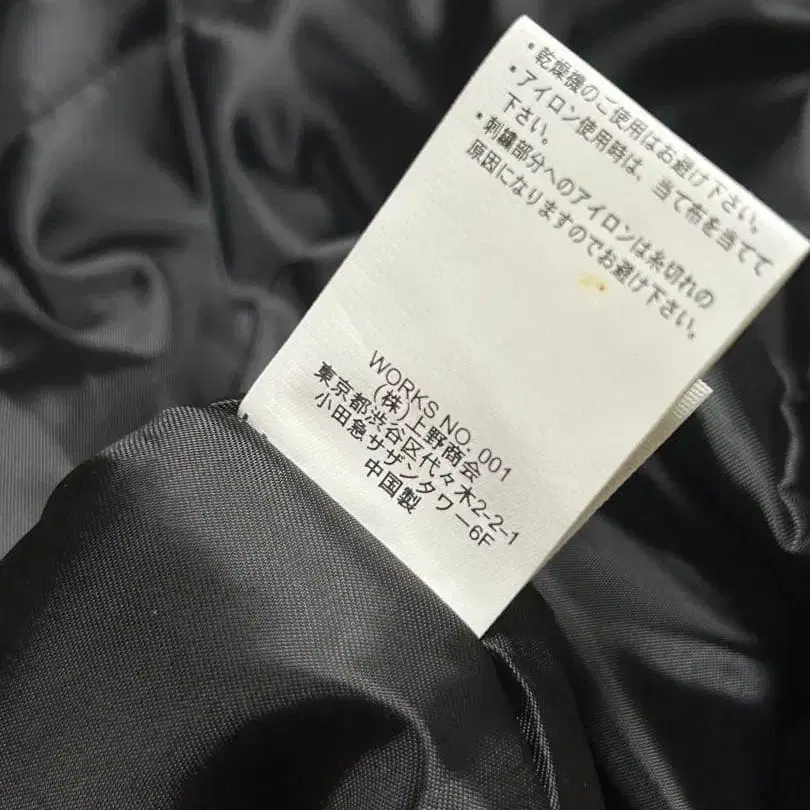 ・乾燥機のご使用はお避け下さい。
・アイロン使用時は、当て布を当てて
下さい。
・刺繍部分へのアイロンは糸切れの
原因になりますのでお避け下さい。
WORKS NO. 001
(株)上野商会
東京都渋谷区代々木2-2-1
小田急サザンタワー6F
中国製